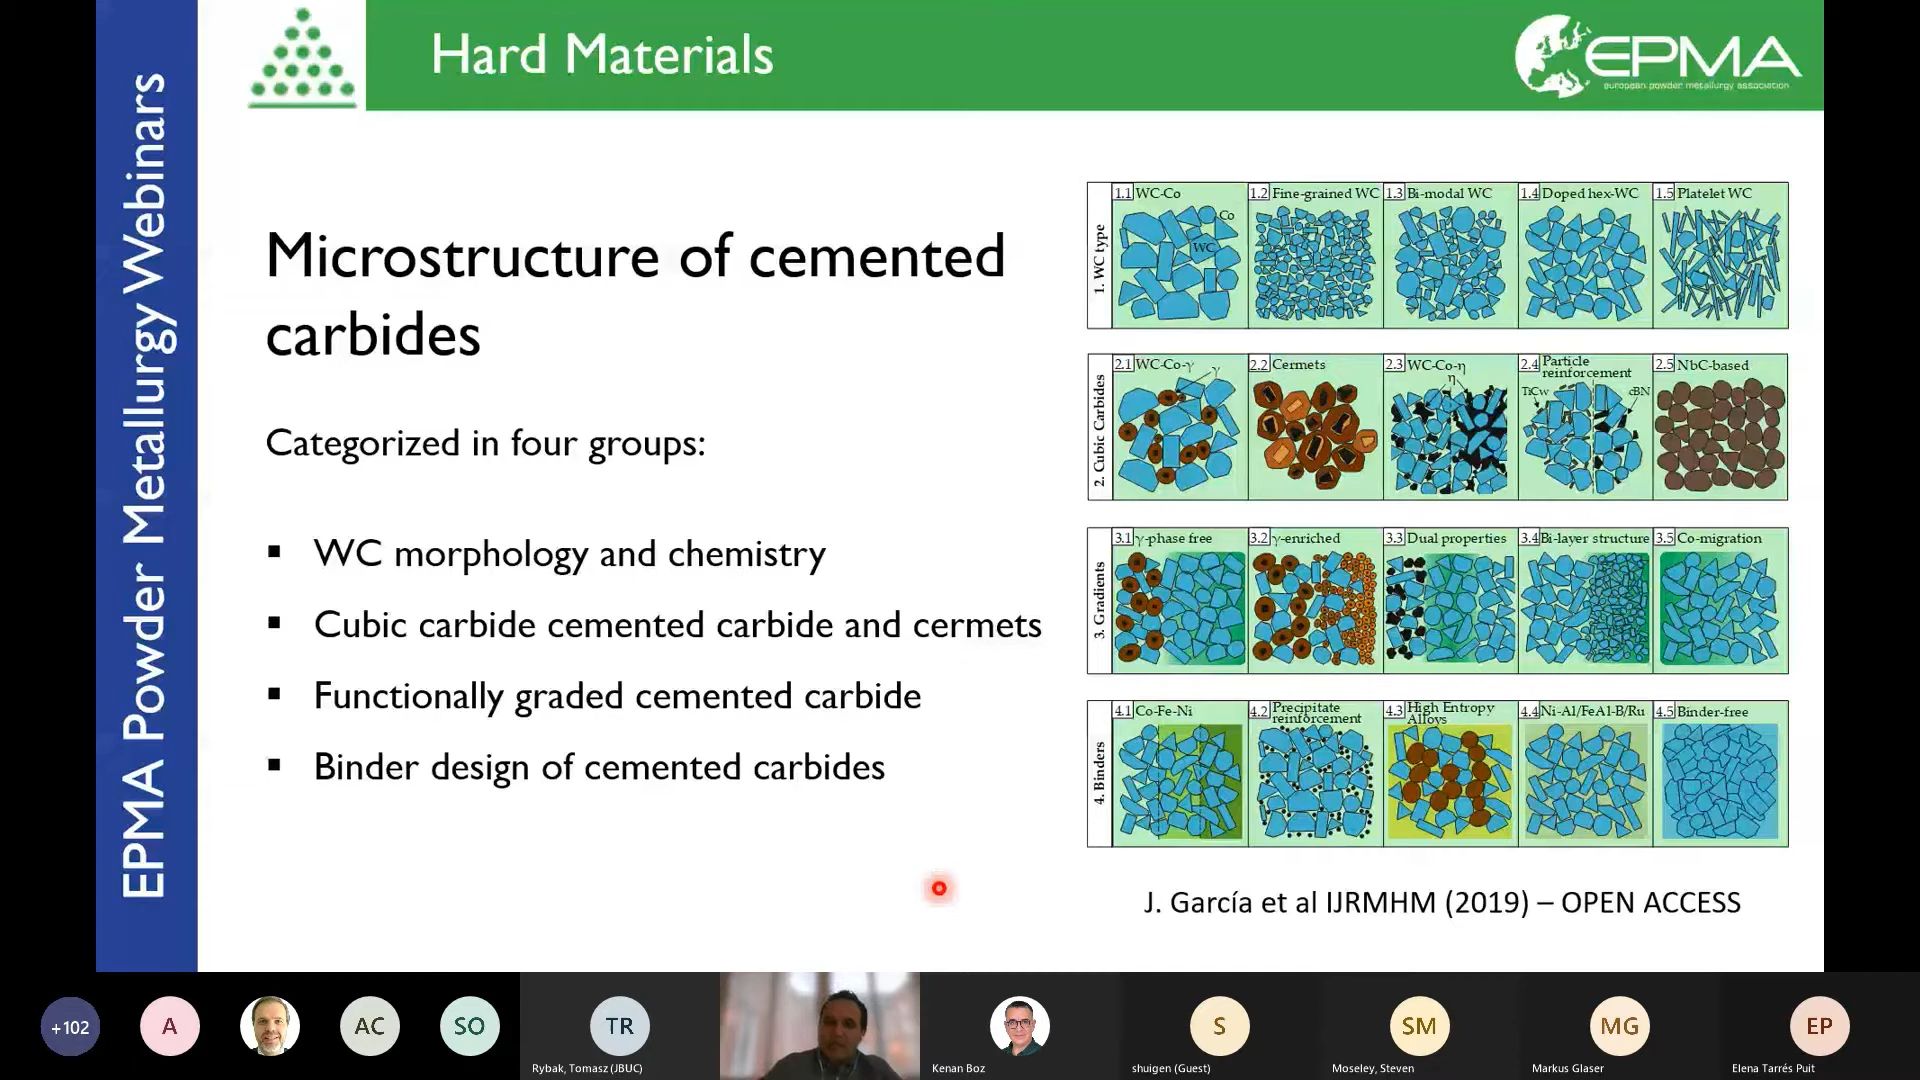 EPMA Powder Metallurgy Webinars
Hard Materials
EPMA
european powder metallurgy association
Microstructure of cemented
carbides
Categorized in four groups:
▪ WC morphology and chemistry
▪ Cubic carbide cemented carbide and cermets
▪ Functionally graded cemented carbide
▪ Binder design of cemented carbides
1. WC type
1.1 WC-Co
Co
WC
1.2 Fine-grained WC
1.3 Bi-modal WC
1.4 Doped hex-WC
1.5 Platelet WC
2. Cubic Carbides
2.1 WC-Co-γ
γ
2.2 Cermets
2.3 WC-Co-η
η
2.4 Particle
reinforcement
TiCw
cBN
2.5 NbC-based
3. Gradients
3.1 γ-phase free
3.2 γ-enriched
3.3 Dual properties
3.4 Bi-layer structure
3.5 Co-migration
4. Binders
4.1 Co-Fe-Ni
4.2 Precipitate
reinforcement
4.3 High Entropy
Alloys
4.4 Ni-Al/FeAl-B/Ru
4.5 Binder-free
J. García et al IJRMHM (2019) – OPEN ACCESS
+102
A
AC
SO
TR
Rybak, Tomasz (JBUC)
Kenan Boz
S
shuigen (Guest)
SM
Moseley, Steven
MG
Markus Glaser
EP
Elena Tarrés Puit